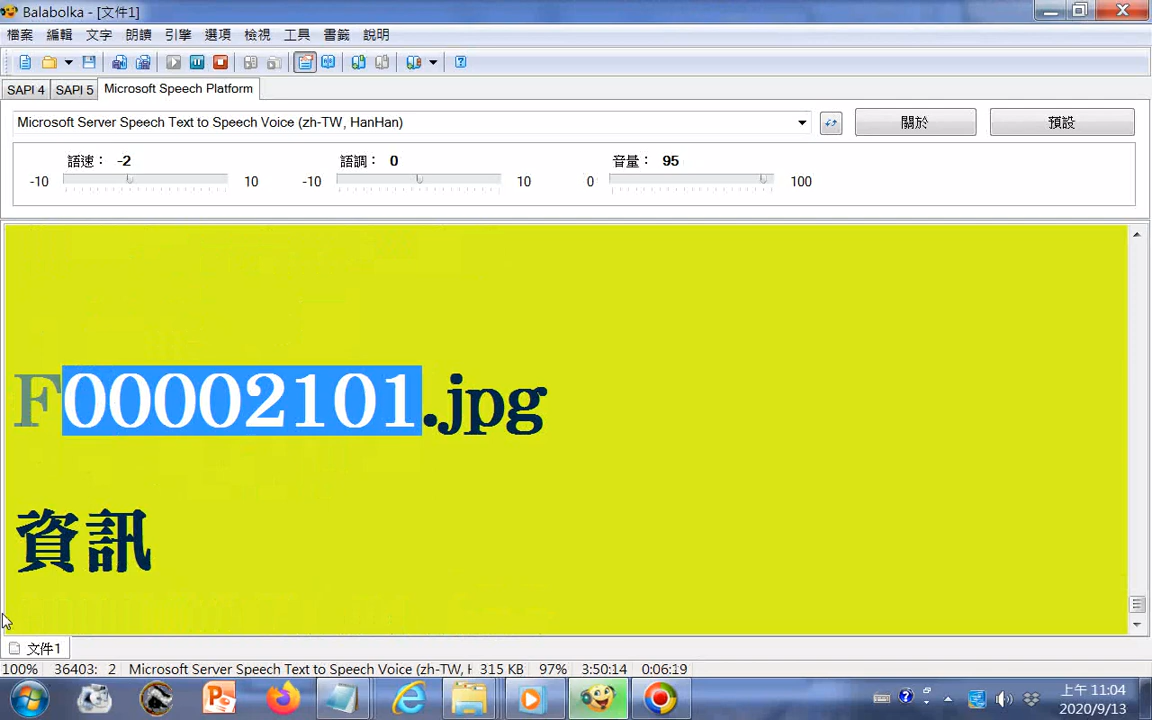 Balabolka - [文件1]
檔案 編輯 文字 朗讀 引擎 選項 檢視 工具 書籤 說明
SAPI 4 SAPI 5 Microsoft Speech Platform
Microsoft Server Speech Text to Speech Voice (zh-TW, HanHan) 關於 預設
語速： -2 語調： 0 音量： 95
-10 10 -10 10 0 100
F00002101.jpg
資訊
文件1
100% 36403: 2 Microsoft Server Speech Text to Speech Voice (zh-TW, H 315 KB 97% 3:50:14 0:06:19
上午 11:04
2020/9/13